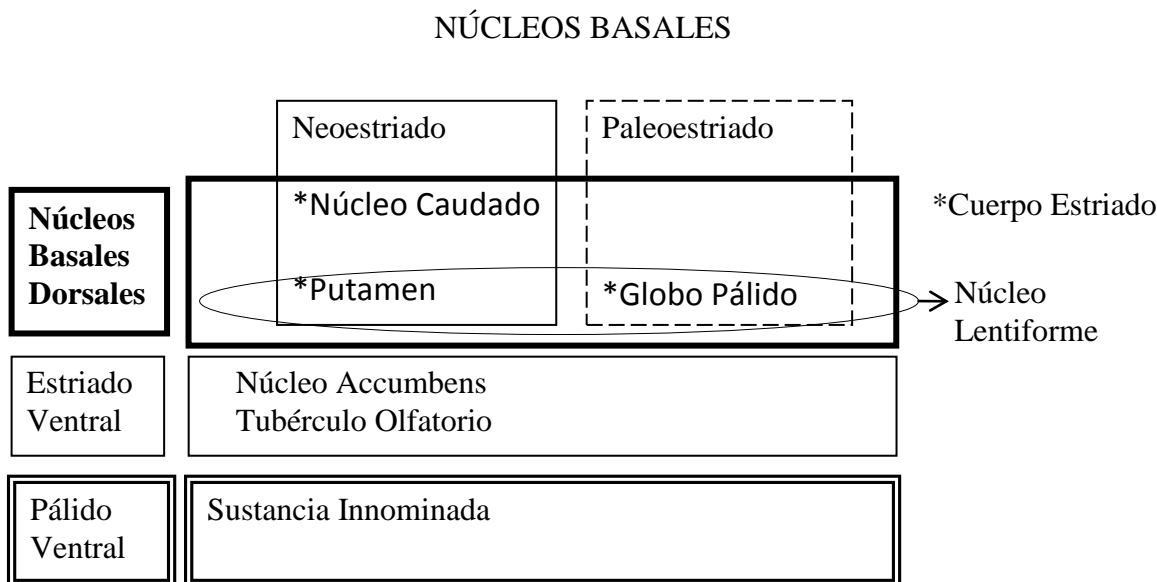 NÚCLEOS BASALES
Neoestriado
Paleoestriado
Núcleos
Basales
Dorsales
*Núcleo Caudado
*Putamen
*Globo Pálido
*Cuerpo Estriado
Núcleo
Lentiforme
Estriado
Ventral
Núcleo Accumbens
Tubérculo Olfatorio
Pálido
Ventral
Sustancia Innominada